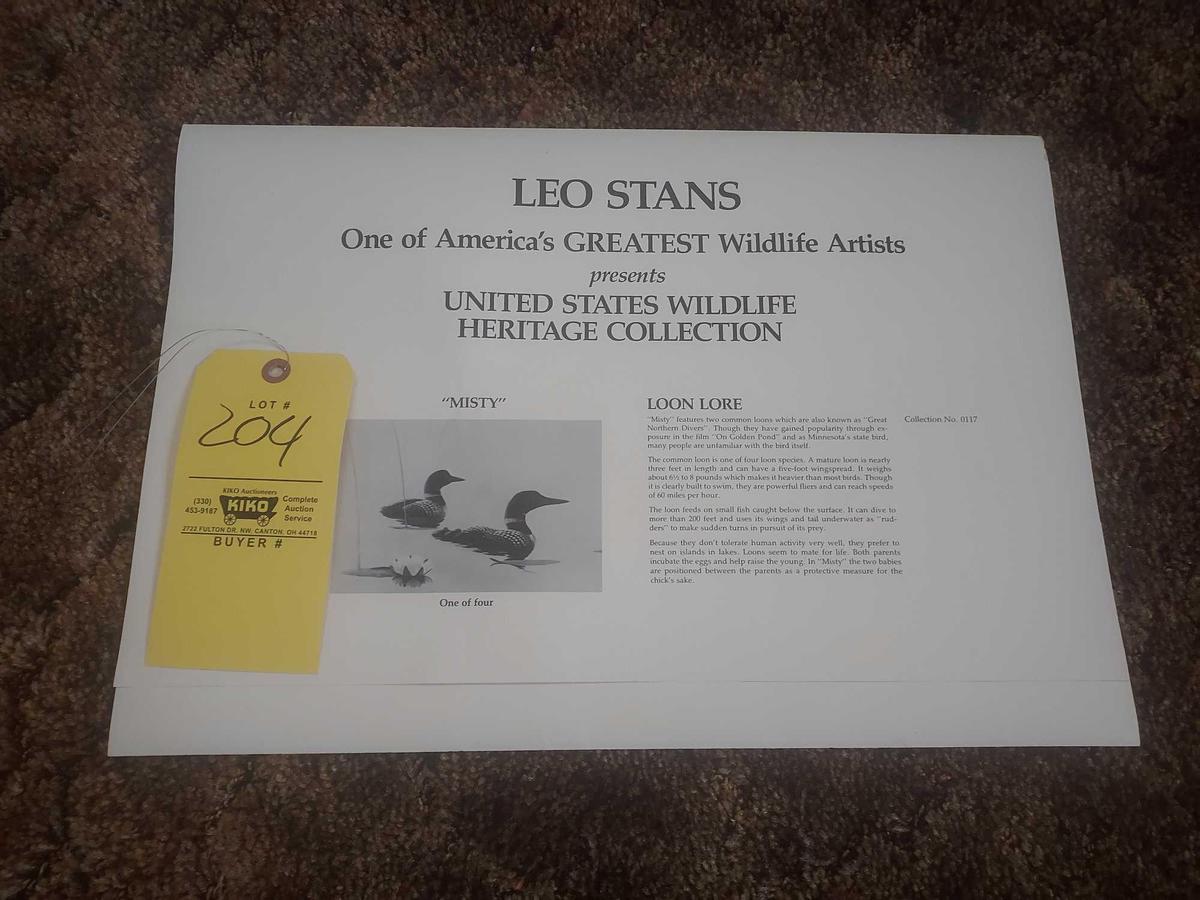 LEO STANS
One of America's GREATEST Wildlife Artists
presents
UNITED STATES WILDLIFE
HERITAGE COLLECTION
LOT #
204
KIKO Auctioneers
(330)
453-9187
KIKO
Complete
Auction
Service
2722 FULTON DR. NW, CANTON, OH 44718
BUYER #
"MISTY"
One of four
LOON LORE
"Misty" features two common loons which are also known as "Great
Northern Divers". Though they have gained popularity through ex-
posure in the film "On Golden Pond" and as Minnesota's state bird,
many people are unfamiliar with the bird itself.
The common loon is one of four loon species. A mature loon is nearly
three feet in length and can have a five-foot wingspread. It weighs
about 6½ to 8 pounds which makes it heavier than most birds. Though
it is clearly built to swim, they are powerful fliers and can reach speeds
of 60 miles per hour.
The loon feeds on small fish caught below the surface. It can dive to
more than 200 feet and uses its wings and tail underwater as "rud-
ders" to make sudden turns in pursuit of its prey.
Because they don't tolerate human activity very well, they prefer to
nest on islands in lakes. Loons seem to mate for life. Both parents
incubate the eggs and help raise the young. In "Misty" the two babies
are positioned between the parents as a protective measure for the
chick's sake.
Collection No. 0117